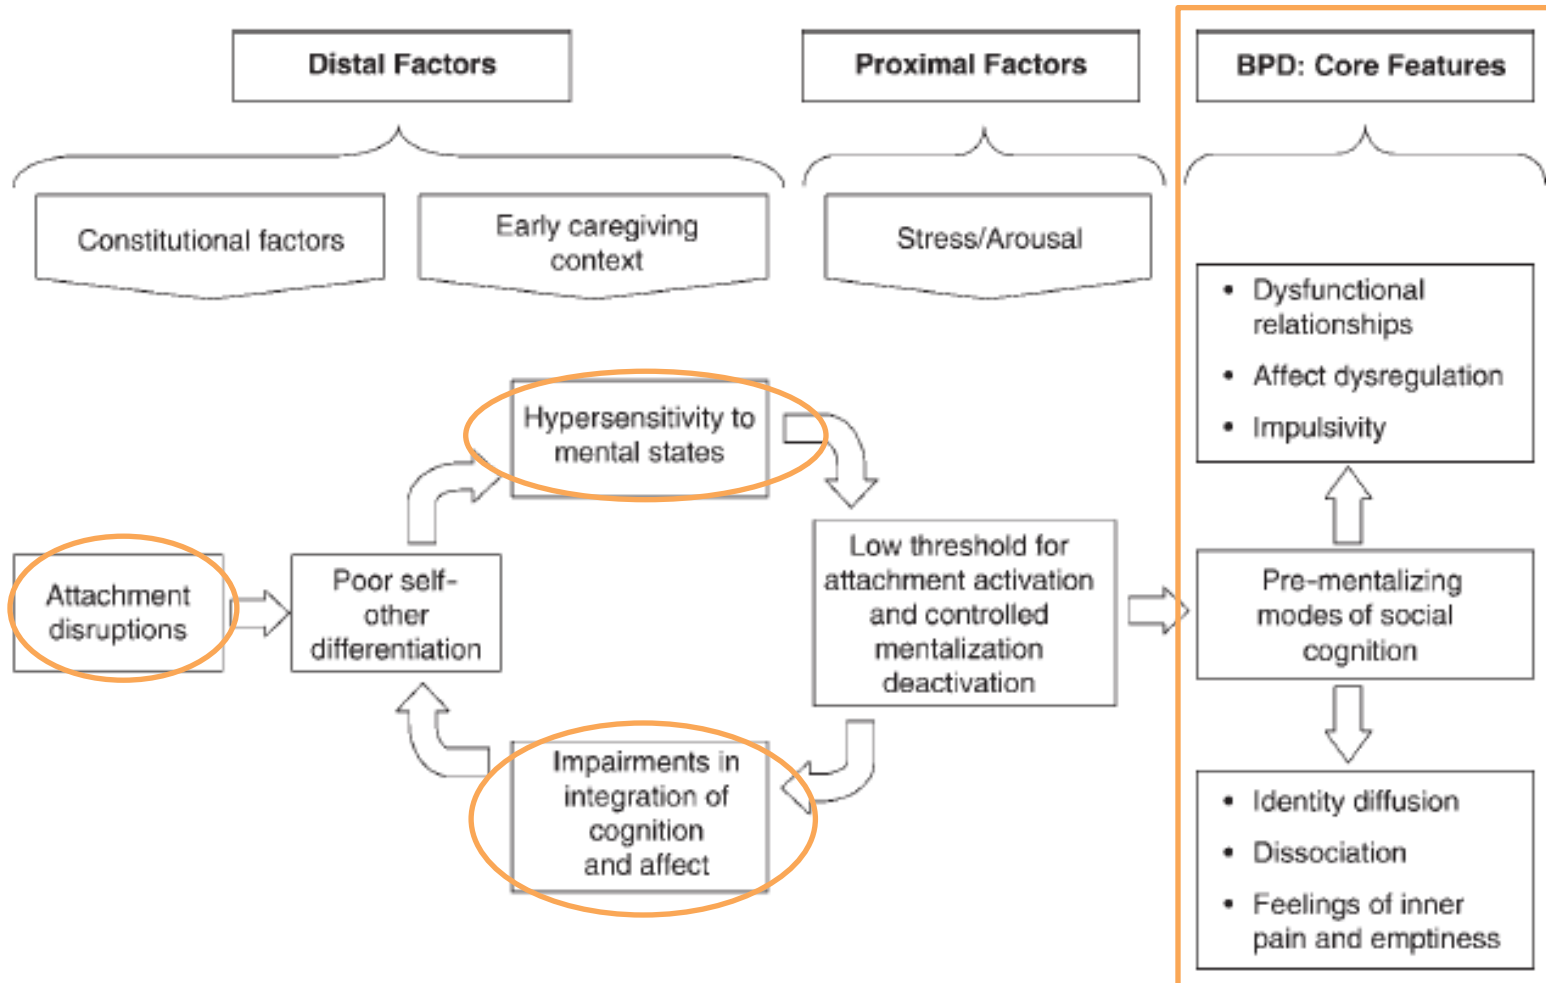 Distal Factors
Proximal Factors
BPD: Core Features
Constitutional factors
Early caregiving
context
Stress/Arousal
• Dysfunctional
relationships
• Affect dysregulation
• Impulsivity
Hypersensitivity to
mental states
Attachment
disruptions
Poor self–
other
differentiation
Low threshold for
attachment activation
and controlled
mentalization
deactivation
Pre-mentalizing
modes of social
cognition
Impairments in
integration of
cognition
and affect
• Identity diffusion
• Dissociation
• Feelings of inner
pain and emptiness